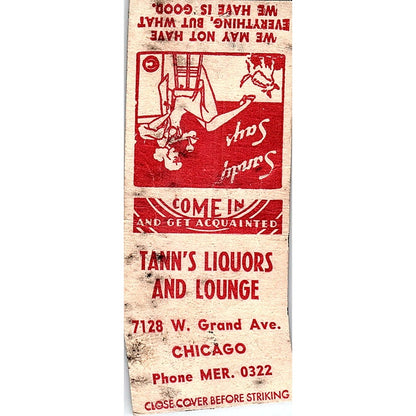 WE MAY NOT HAVE
EVERYTHING, BUT WHAT
WE HAVE IS GOOD.
Sandy
Says
COME IN
AND GET ACQUAINTED
TANN'S LIQUORS
AND LOUNGE
7128 W. Grand Ave.
CHICAGO
Phone MER. 0322
CLOSE COVER BEFORE STRIKING